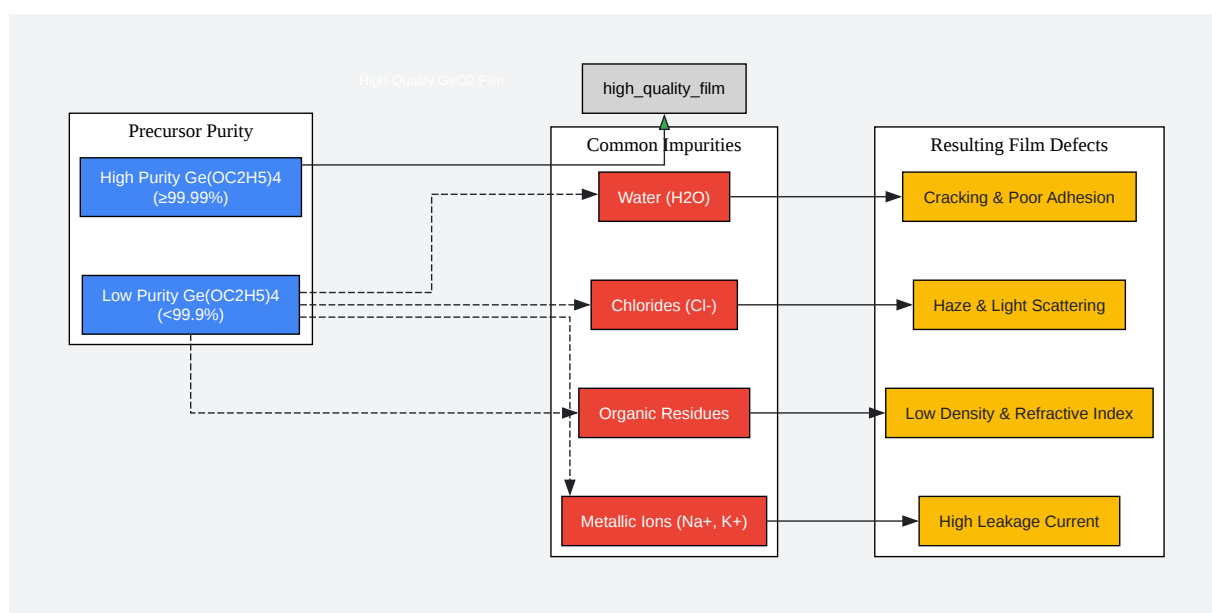 High-Quality GeO2 Film
high_quality_film
Precursor Purity
High Purity Ge(OC2H5)4
(≥99.99%)
Low Purity Ge(OC2H5)4
(<99.9%)
Common Impurities
Water (H2O)
Chlorides (Cl-)
Organic Residues
Metallic Ions (Na+, K+)
Resulting Film Defects
Cracking & Poor Adhesion
Haze & Light Scattering
Low Density & Refractive Index
High Leakage Current